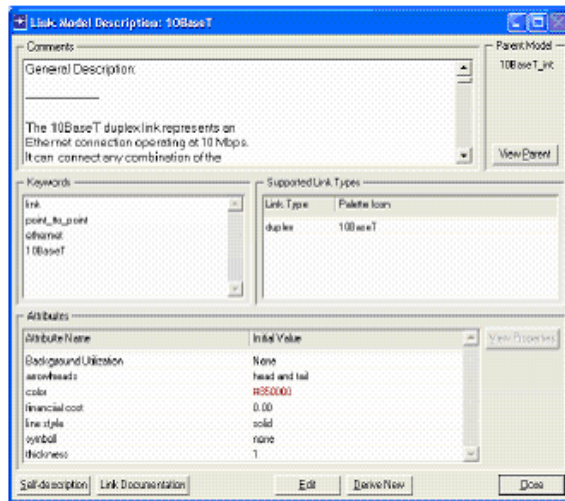 Link Model Description: 10BaseT
Comments
General Description:
The 10BaseT duplex link represents an
Ethernet connection operating at 10 Mbps.
It can connect any combination of the
Parent Model
10BaseT_int
View Parent
Keywords
link
point_to_point
ethernet
10BaseT
Supported Link Types
Link Type Palette Icon
duplex 10BaseT
Attributes
Attribute Name Initial Value
Background Utilization None
arrowheads head and tail
color #850000
financial cost 0.00
line style solid
symbol none
thickness 1
View Properties
Self-description Link Documentation Edit Derive New Close